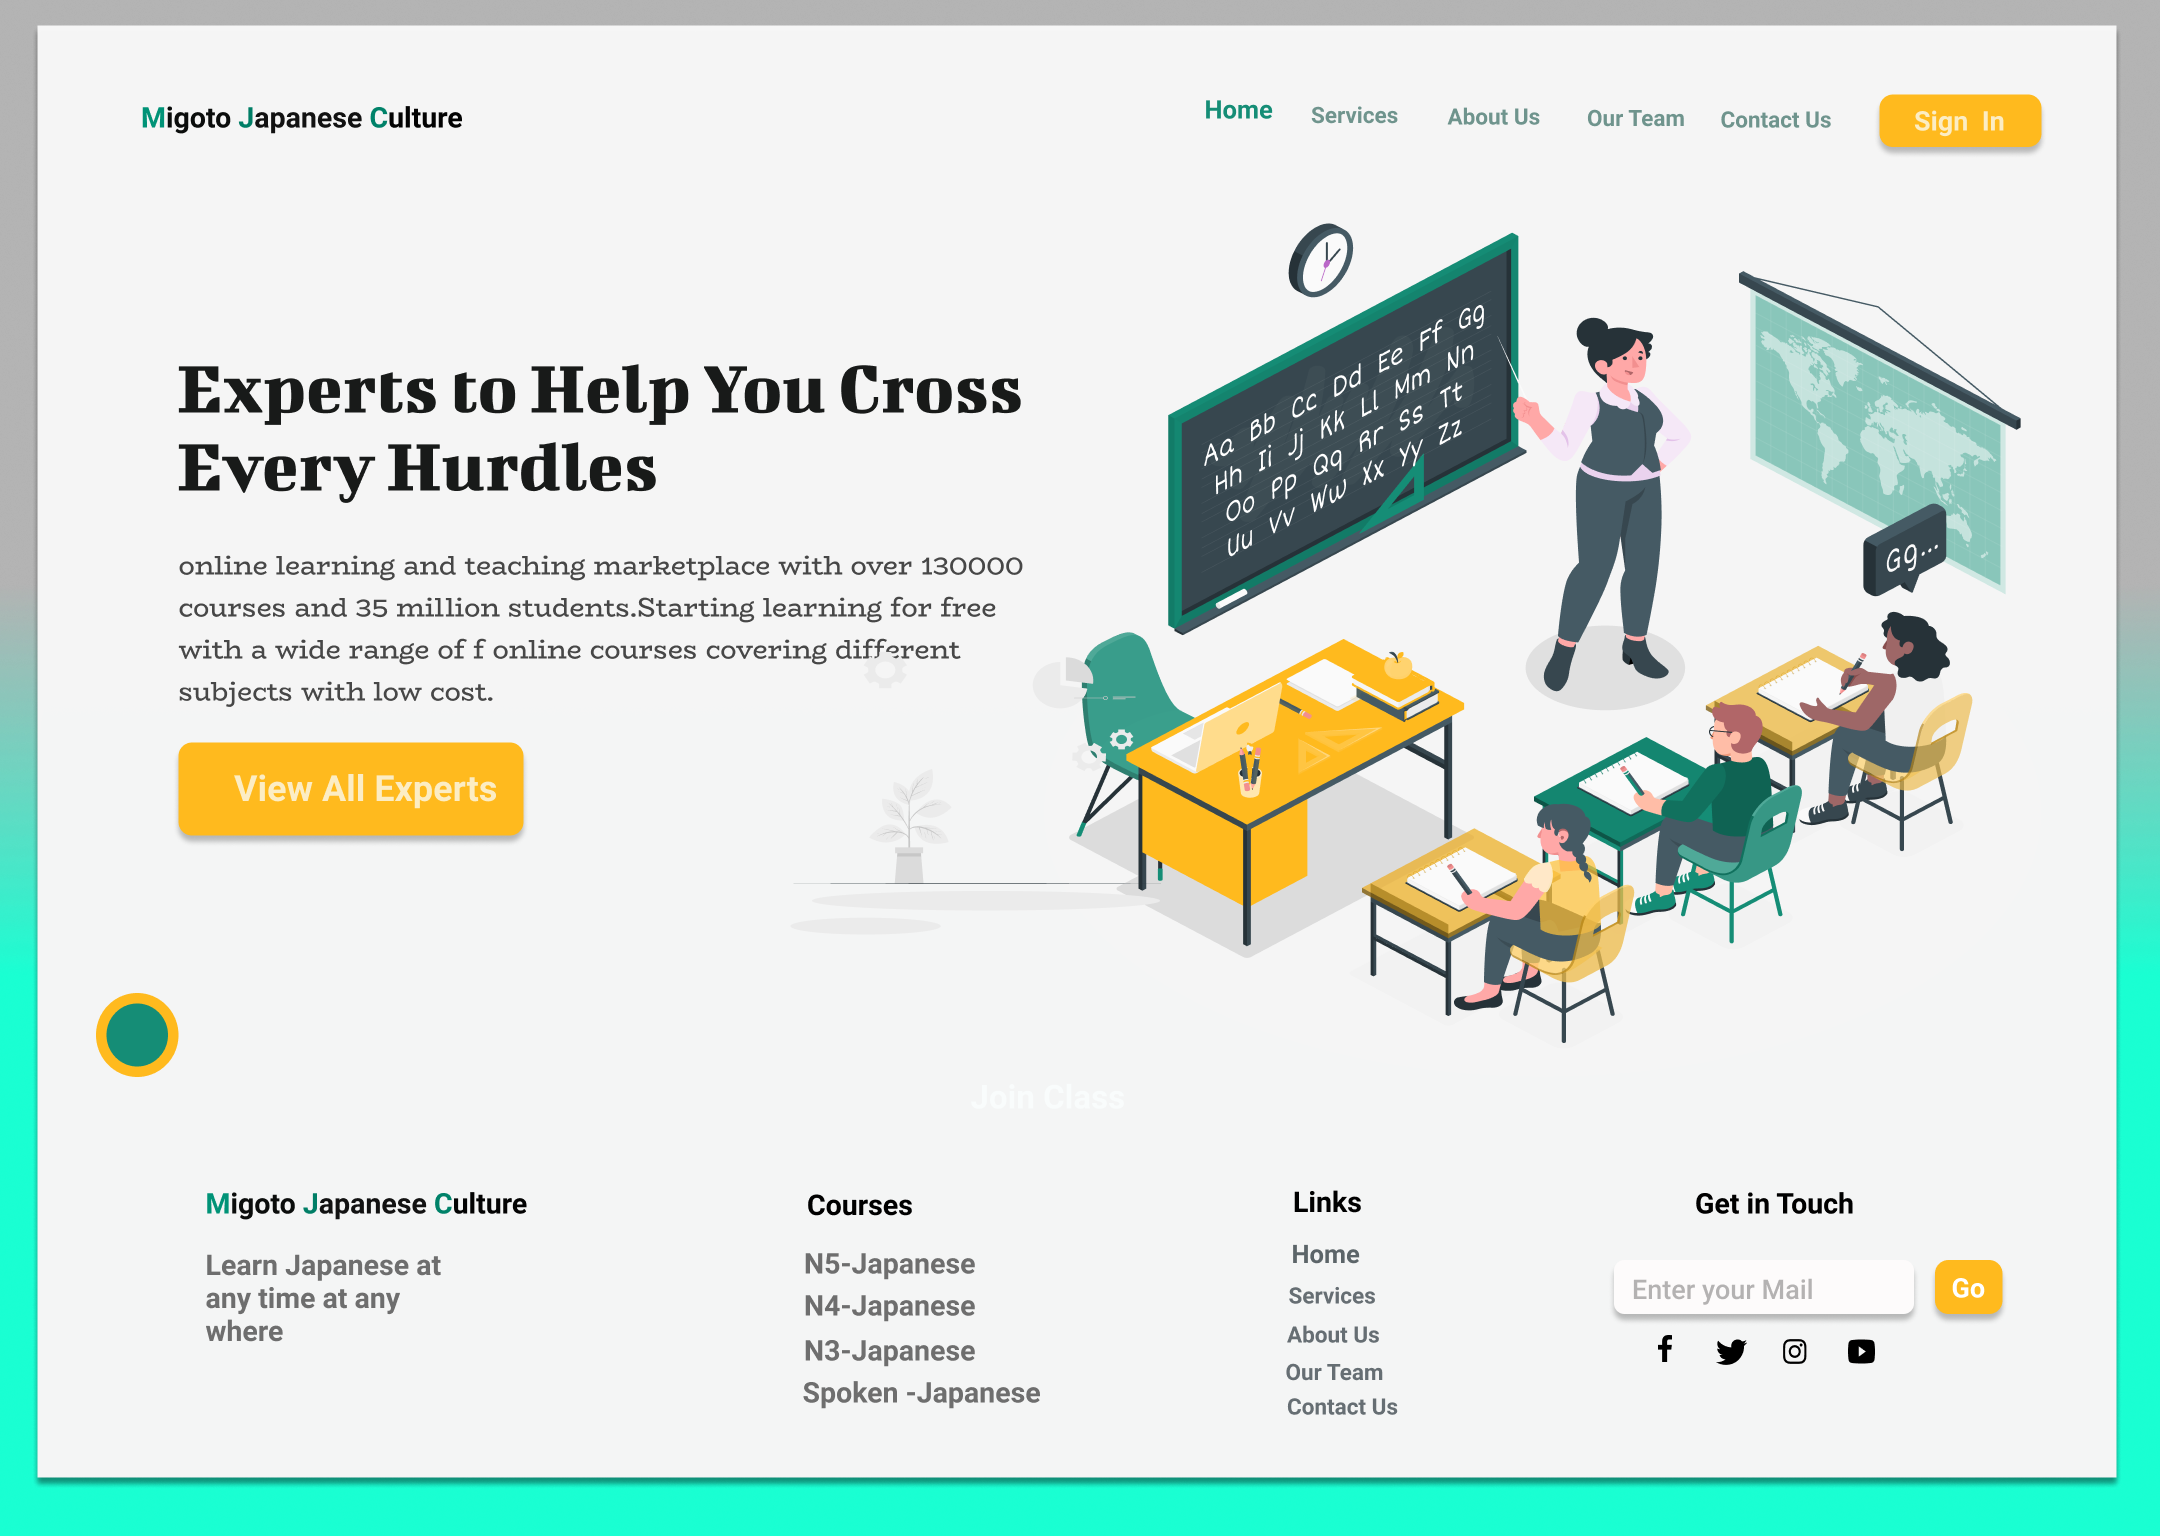 Migoto Japanese Culture
Home Services About Us Our Team Contact Us Sign In
Experts to Help You Cross
Every Hurdles
online learning and teaching marketplace with over 130000
courses and 35 million students.Starting learning for free
with a wide range of f online courses covering different
subjects with low cost.
View All Experts
Aa Bb Cc Dd Ee Ff Gg
Hh Ii Jj Kk Ll Mm Nn
Oo Pp Qq Rr Ss Tt
Uu Vv Ww Xx Yy Zz
Gg...
Join Class
Migoto Japanese Culture
Learn Japanese at
any time at any
where
Courses
N5-Japanese
N4-Japanese
N3-Japanese
Spoken -Japanese
Links
Home
Services
About Us
Our Team
Contact Us
Get in Touch
Enter your Mail Go